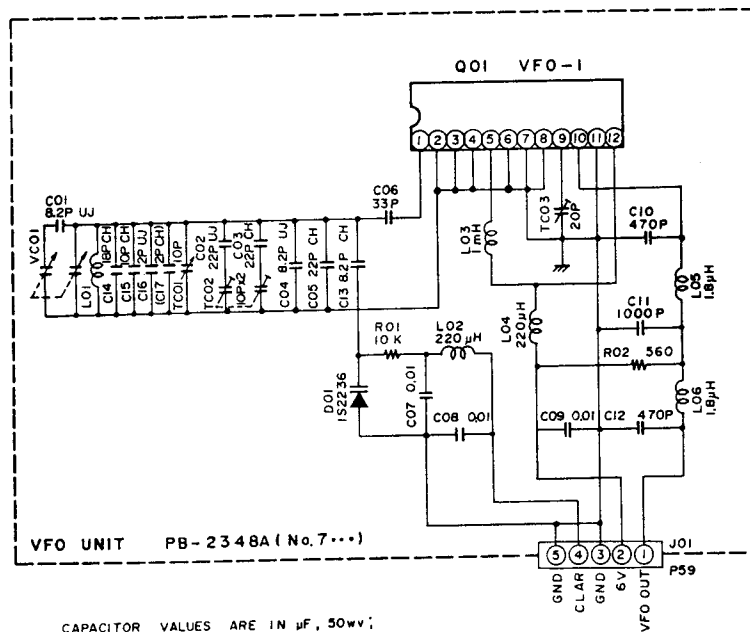 Q01 VFO-1
1 2 3 4 5 6 7 8 9 10 11 12
C06
33P
C01
8.2P UJ
VC01
L01
C14 (18P CH)
C15 (10P CH)
C16 (2P UJ)
(C17 (2P CH)
TC01 10P
C02
22P UJ
TC02 (10P×2
C03
22P CH
C04 8.2P UJ
C05 22P CH
C13 8.2P CH
L03
1mH
TC03
20P
C10
470P
L05
1.8μH
C11
1000P
L04
220μH
R02 560
L06
1.8μH
R01
10K
L02
220μH
D01
1S2236
C07 0.01
C08 0.01
C09 0.01
C12 470P
VFO UNIT PB-2348A (No.7···)
5 4 3 2 1
J01
P59
GND
CLAR
GND
6V
VFO OUT
CAPACITOR VALUES ARE IN μF, 50wv;